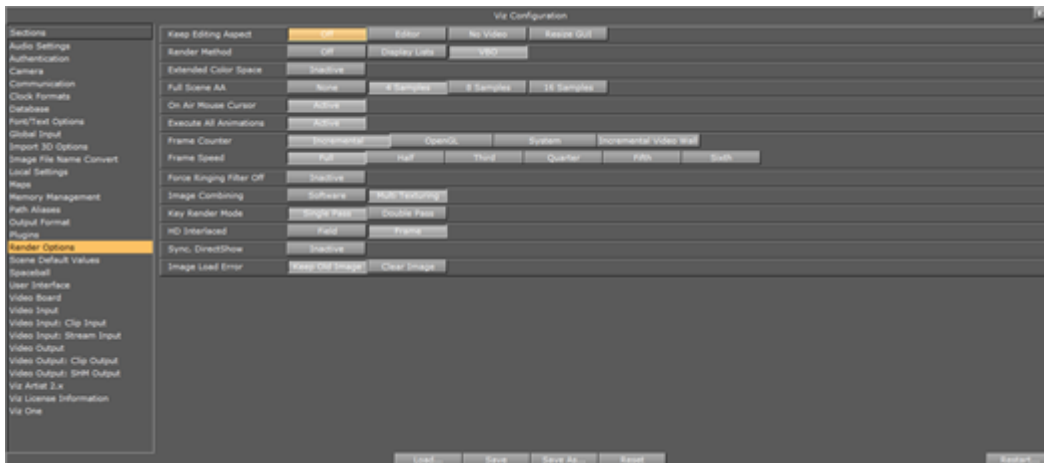 Viz Configuration
x
Sections
Audio Settings
Authentication
Camera
Communication
Clock Formats
Database
Font/Text Options
Global Input
Import 3D Options
Image File Name Convert
Local Settings
Maps
Memory Management
Path Aliases
Output Format
Plugins
Render Options
Scene Default Values
Spaceball
User Interface
Video Board
Video Input
Video Input: Clip Input
Video Input: Stream Input
Video Output
Video Output: Clip Output
Video Output: SHM Output
Viz Artist 2.x
Viz License Information
Viz One
Keep Editing Aspect Off Editor No Video Resize GUI
Render Method Off Display Lists VBO
Extended Color Space Inactive
Full Scene AA None 4 Samples 8 Samples 16 Samples
On Air Mouse Cursor Active
Execute All Animations Active
Frame Counter Incremental OpenGL System Incremental Video Wall
Frame Speed Full Half Third Quarter Fifth Sixth
Force Ringing Filter Off Inactive
Image Combining Software Multi Texturing
Key Render Mode Single Pass Double Pass
HD Interlaced Field Frame
Sync. DirectShow Inactive
Image Load Error Keep Old Image Clear Image
Load... Save Save As... Reset Restart...